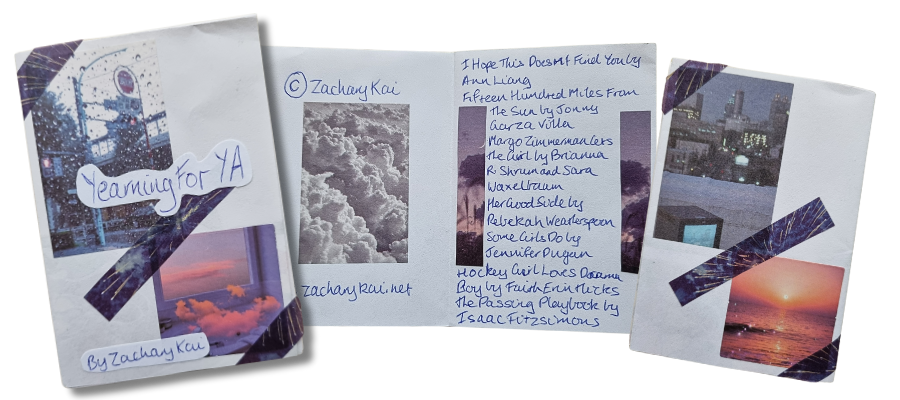 Yearning For YA
By Zachary Kai
© Zachary Kai
zacharykai.net
I Hope This Doesn't Find You by
Ann Liang
Fifteen Hundred Miles From
The Sun by Jonny
Garza Villa
Margo Zimmerman Gets
The Girl by Brianna
R. Shrum and Sara
Waxelbaum
Her Good Side by
Rebekah Weatherspoon
Some Girls Do by
Jennifer Dugan
Hockey Girl Loves Drama
Boy by Faith Erin Hicks
The Passing Playbook by
Isaac Fitzsimons